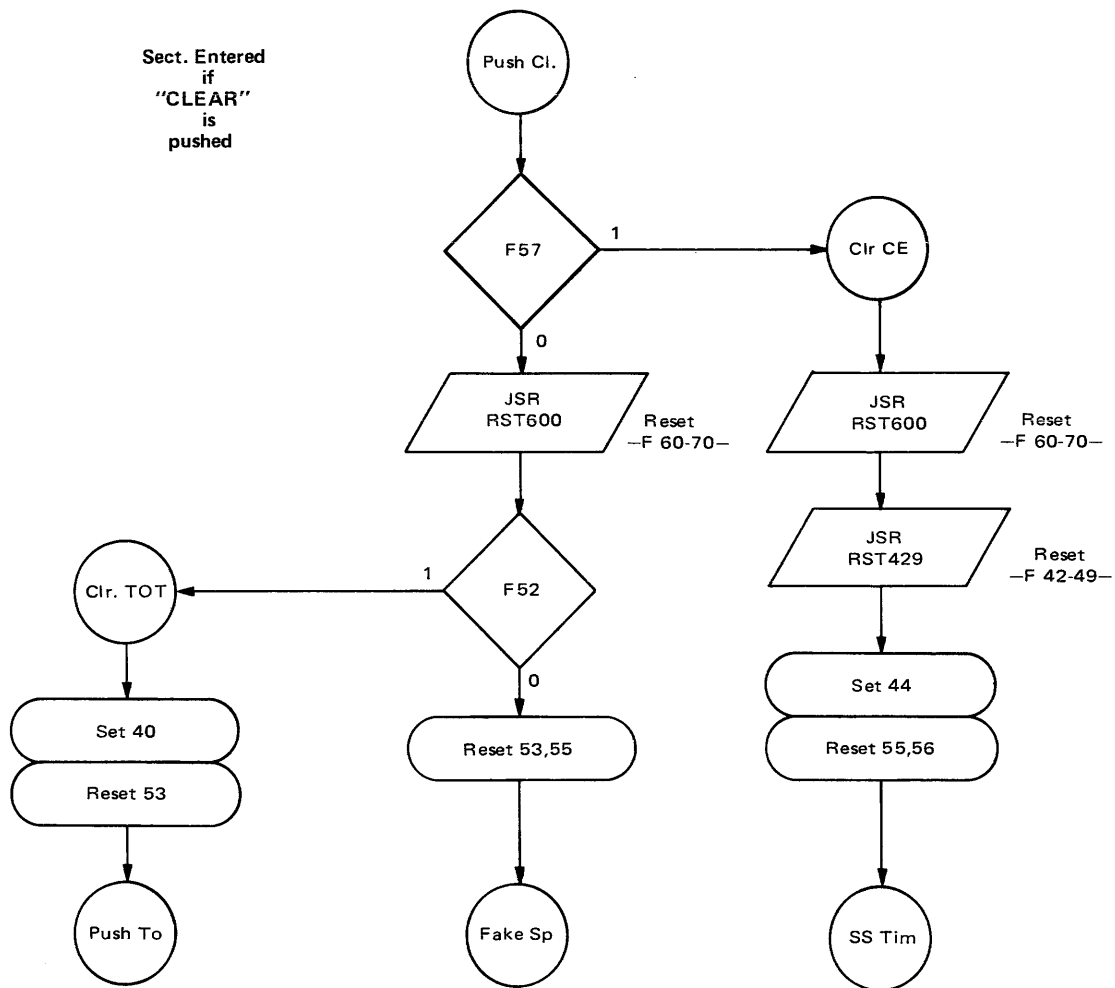 Sect. Entered
if
"CLEAR"
is
pushed
Push Cl.
F57
1
Clr CE
0
JSR
RST600
Reset
—F 60-70—
JSR
RST600
Reset
—F 60-70—
F52
1
Clr. TOT
0
JSR
RST429
Reset
—F 42-49—
Set 40
Reset 53
Reset 53,55
Set 44
Reset 55,56
Push To
Fake Sp
SS Tim